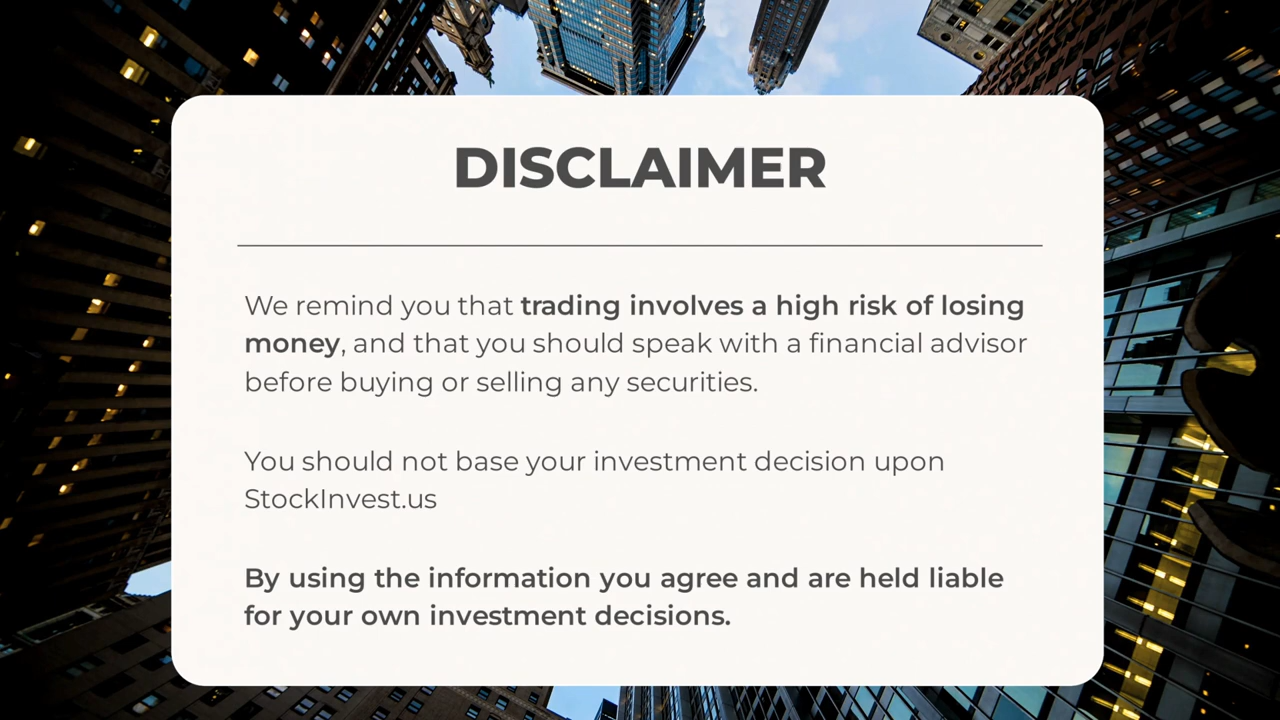 DISCLAIMER
We remind you that trading involves a high risk of losing
money, and that you should speak with a financial advisor
before buying or selling any securities.
You should not base your investment decision upon
StockInvest.us
By using the information you agree and are held liable
for your own investment decisions.